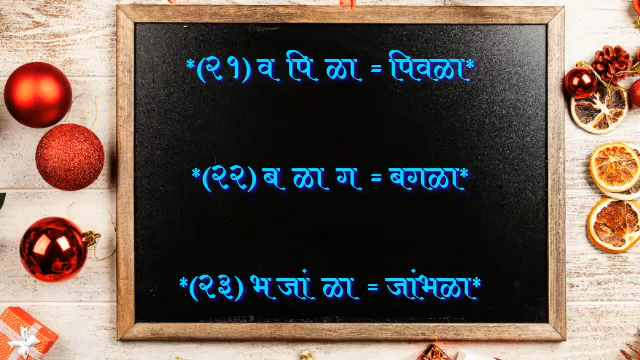 *(२१) व पि ळा = पिवळा*
*(२२) ब ळा ग = बगळा*
*(२३) भ जां ळा = जांभळा*